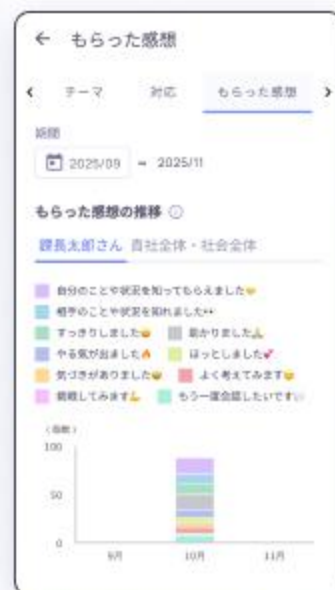 ← もらった感想
‹ テーマ 対応 もらった感想 ›
期間
2025/09 ~ 2025/11
もらった感想の推移 ⓘ
課長太郎さん 貴社全体・社会全体
自分のことや状況を知ってもらえました🤝
相手のことや状況を知れました👀
すっきりしました😄 助かりました🙏
やる気が出ました🔥 ほっとしました💕
気づきがありました😀 よく考えてみます😊
挑戦してみます💪 もう一度会話したいです
(個数)
100
50
0
9月 10月 11月